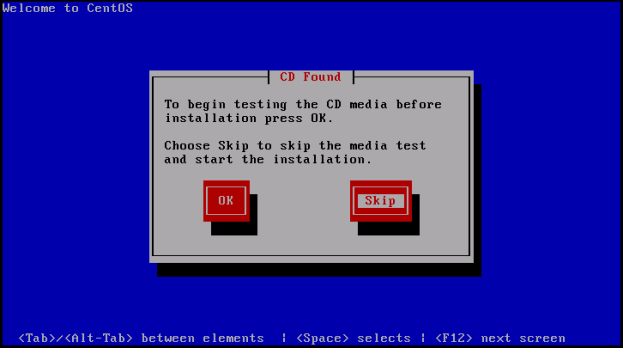 Welcome to CentOS
CD Found
To begin testing the CD media before
installation press OK.
Choose Skip to skip the media test
and start the installation.
OK Skip
<Tab>/<Alt-Tab> between elements | <Space> selects | <F12> next screen